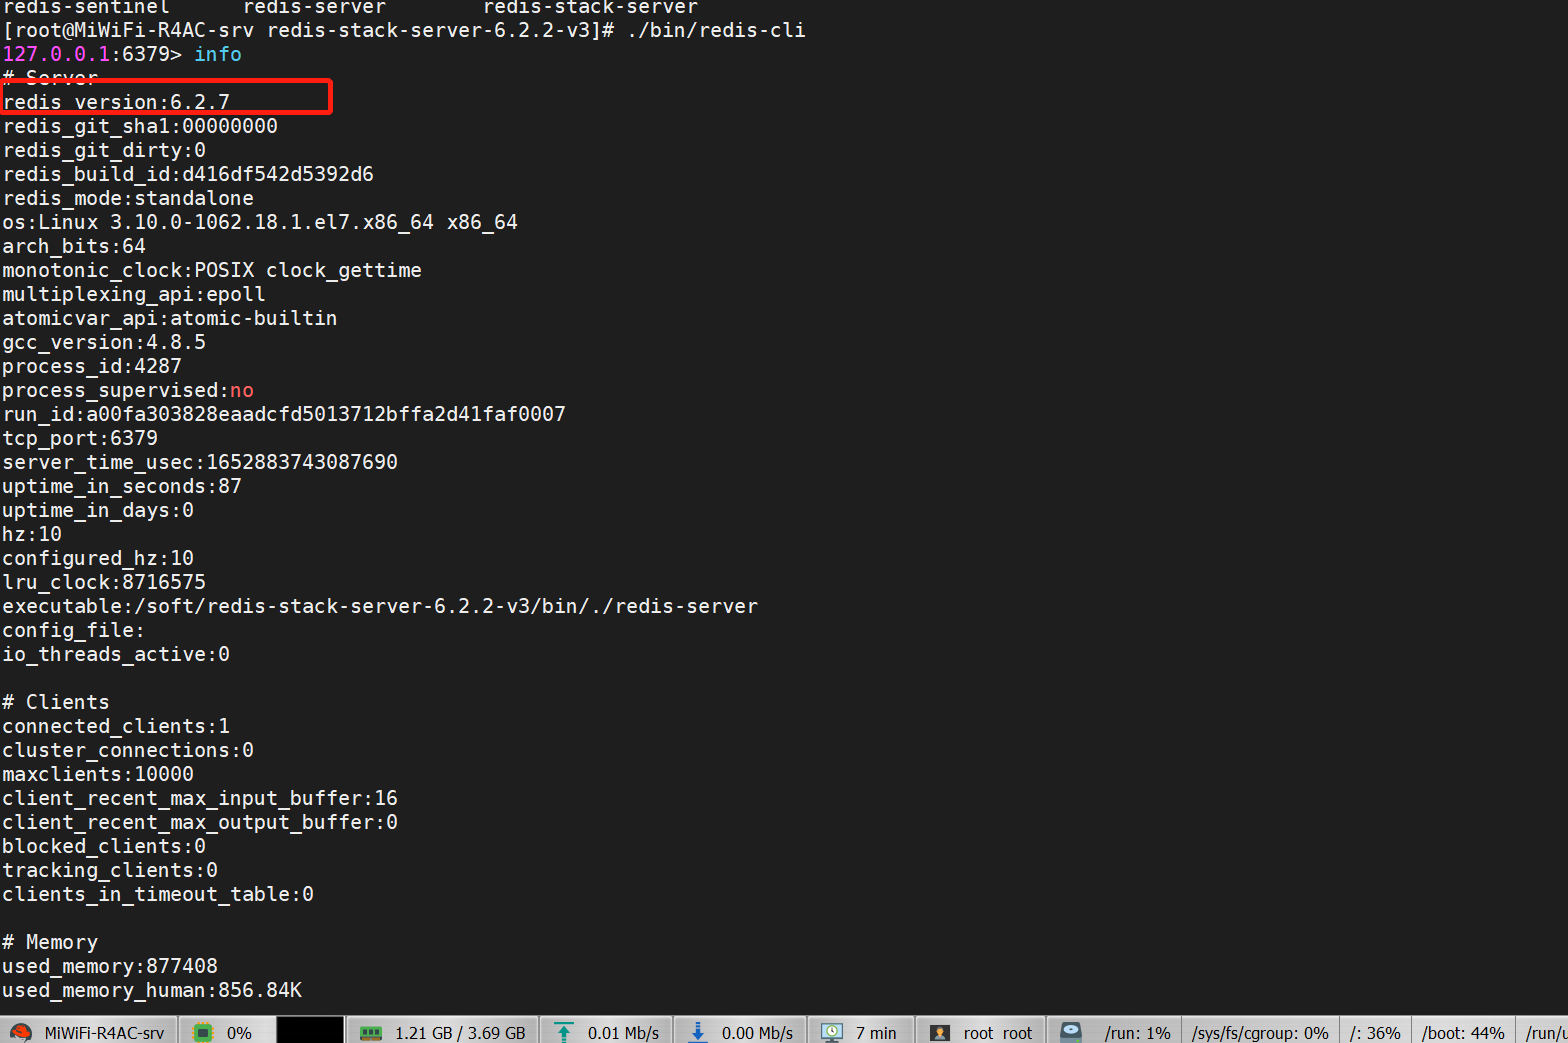 redis-sentinel redis-server redis-stack-server
[root@MiWiFi-R4AC-srv redis-stack-server-6.2.2-v3]# ./bin/redis-cli
127.0.0.1:6379> info
# Server
redis_version:6.2.7
redis_git_sha1:00000000
redis_git_dirty:0
redis_build_id:d416df542d5392d6
redis_mode:standalone
os:Linux 3.10.0-1062.18.1.el7.x86_64 x86_64
arch_bits:64
monotonic_clock:POSIX clock_gettime
multiplexing_api:epoll
atomicvar_api:atomic-builtin
gcc_version:4.8.5
process_id:4287
process_supervised:no
run_id:a00fa303828eaadcfd5013712bffa2d41faf0007
tcp_port:6379
server_time_usec:1652883743087690
uptime_in_seconds:87
uptime_in_days:0
hz:10
configured_hz:10
lru_clock:8716575
executable:/soft/redis-stack-server-6.2.2-v3/bin/./redis-server
config_file:
io_threads_active:0
# Clients
connected_clients:1
cluster_connections:0
maxclients:10000
client_recent_max_input_buffer:16
client_recent_max_output_buffer:0
blocked_clients:0
tracking_clients:0
clients_in_timeout_table:0
# Memory
used_memory:877408
used_memory_human:856.84K
MiWiFi-R4AC-srv 0% 1.21 GB / 3.69 GB 0.01 Mb/s 0.00 Mb/s 7 min root root /run: 1% /sys/fs/cgroup: 0% /: 36% /boot: 44% /run/u